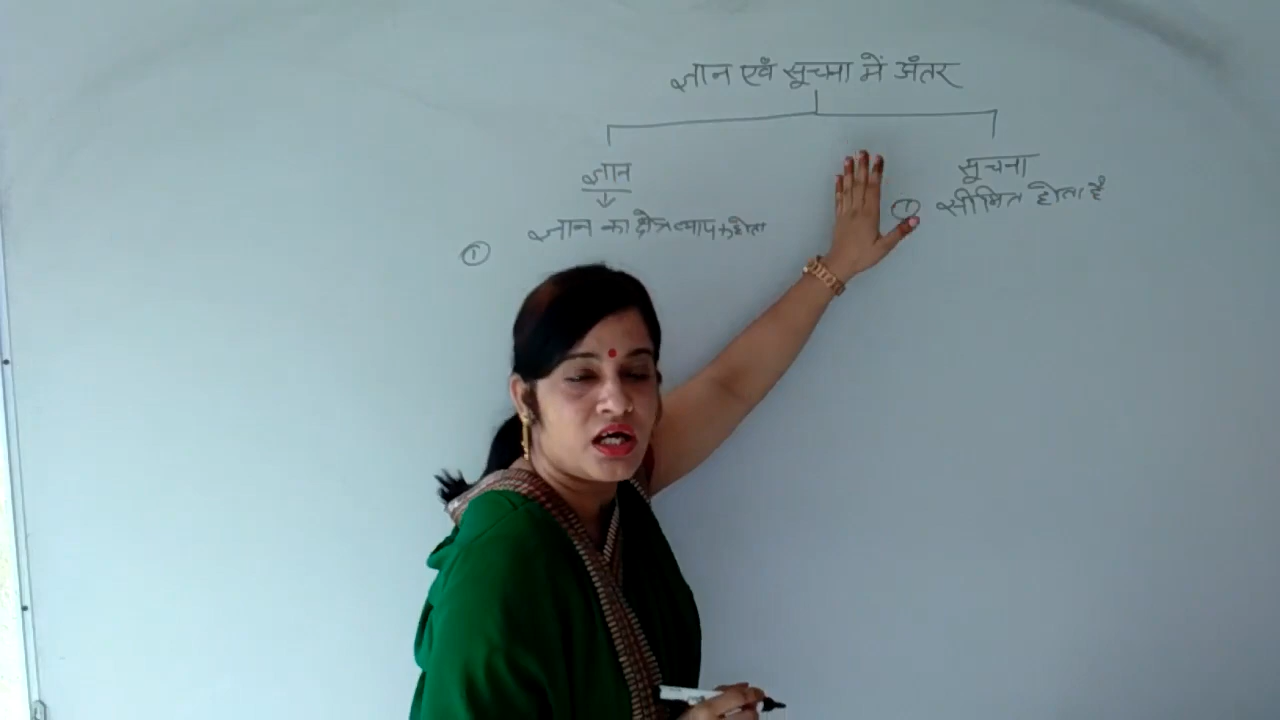 ज्ञान एवं सूचना में अंतर
ज्ञान
① ज्ञान का क्षेत्र व्यापक होता
सूचना
① सीमित होता है